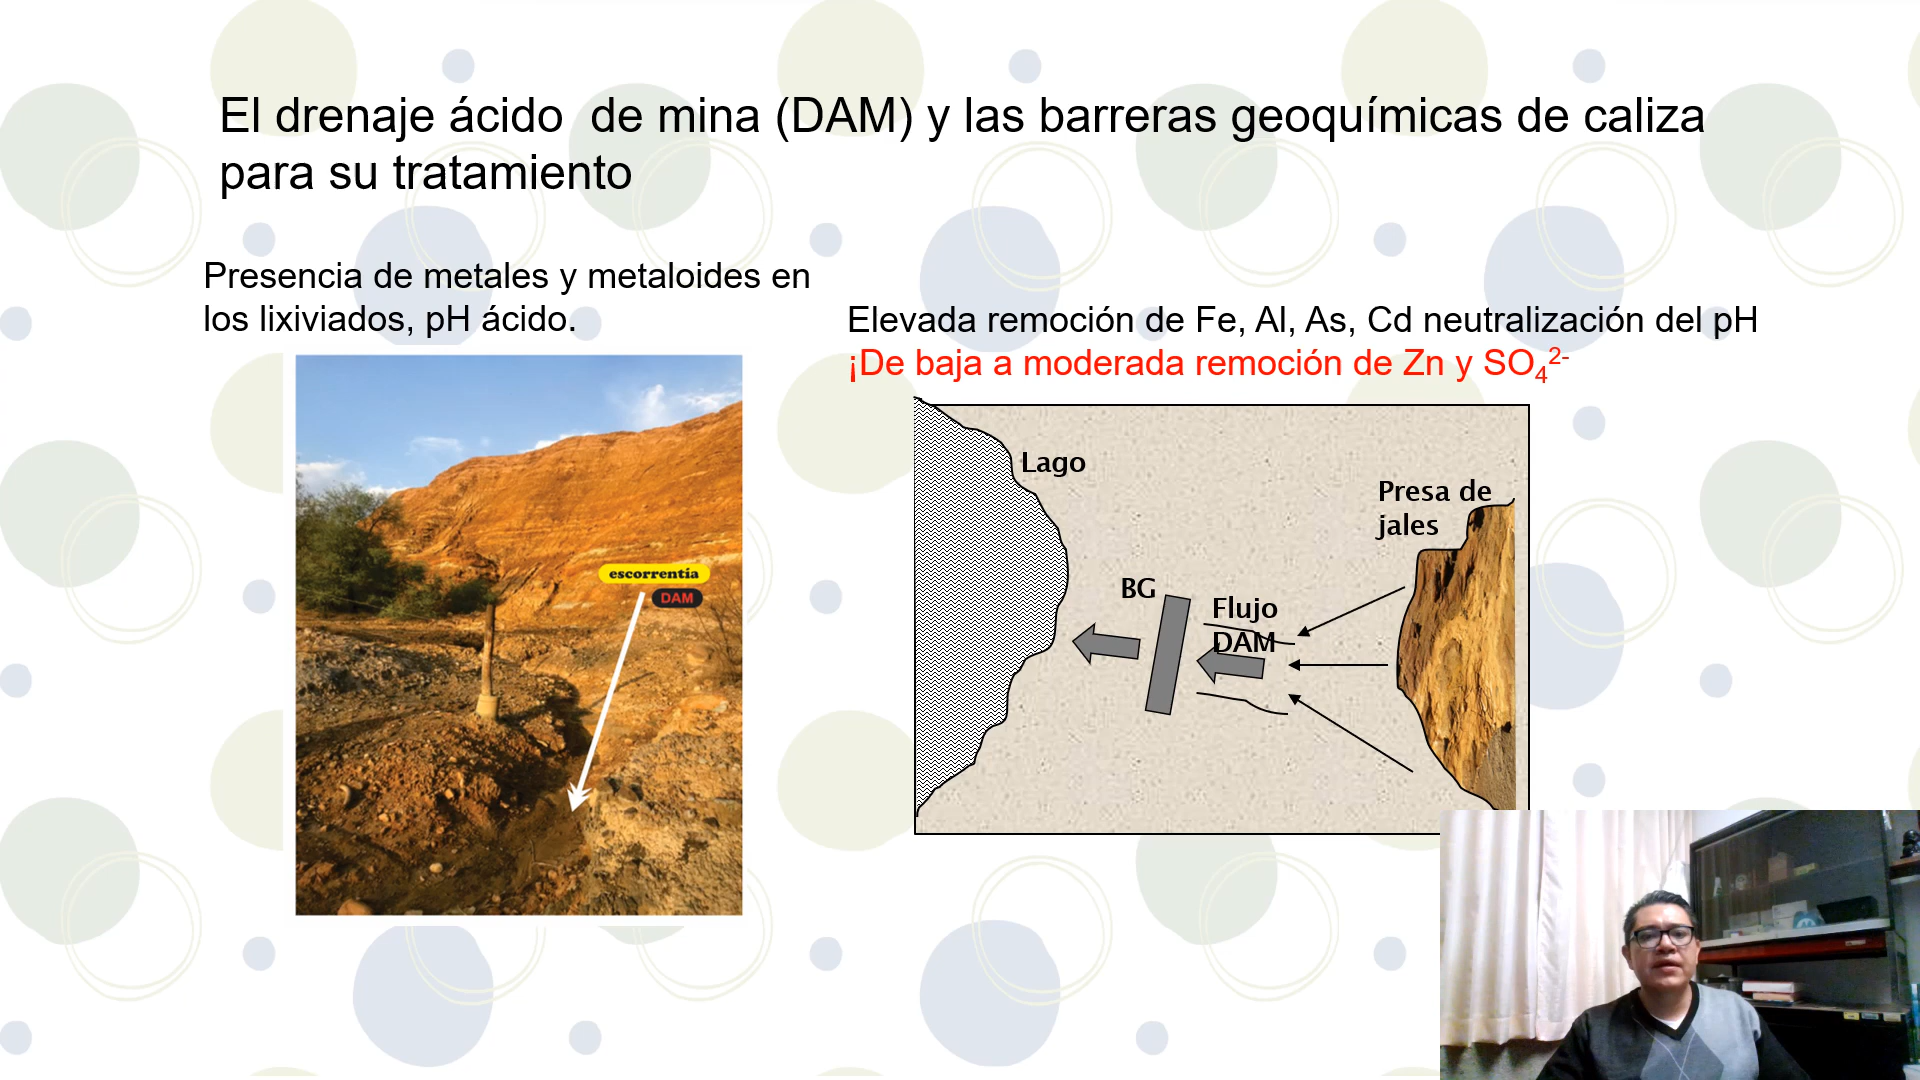 El drenaje ácido  de mina (DAM) y las barreras geoquímicas de caliza
para su tratamiento
Presencia de metales y metaloides en
los lixiviados, pH ácido.
Elevada remoción de Fe, Al, As, Cd neutralización del pH
¡De baja a moderada remoción de Zn y SO₄²⁻
escorrentía
DAM
Lago
Presa de
jales
BG
Flujo
DAM